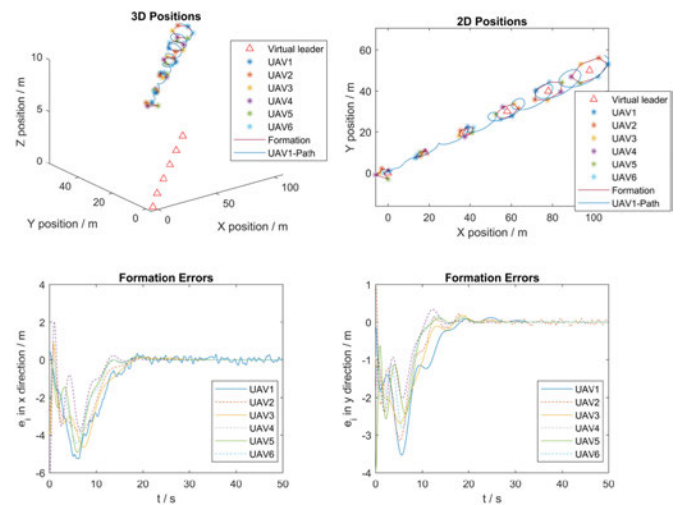 3D Positions
15
10
5
0
Z position / m
40
20
0
Y position / m
0
50
100
X position / m
Virtual leader
UAV1
UAV2
UAV3
UAV4
UAV5
UAV6
Formation
UAV1-Path
2D Positions
60
40
20
0
Y position / m
0
20
40
60
80
100
X position / m
Virtual leader
UAV1
UAV2
UAV3
UAV4
UAV5
UAV6
Formation
UAV1-Path
Formation Errors
4
2
0
-2
-4
-6
e_i in x direction / m
0
10
20
30
40
50
t / s
UAV1
UAV2
UAV3
UAV4
UAV5
UAV6
Formation Errors
1
0
-1
-2
-3
-4
e_i in y direction / m
0
10
20
30
40
50
t / s
UAV1
UAV2
UAV3
UAV4
UAV5
UAV6